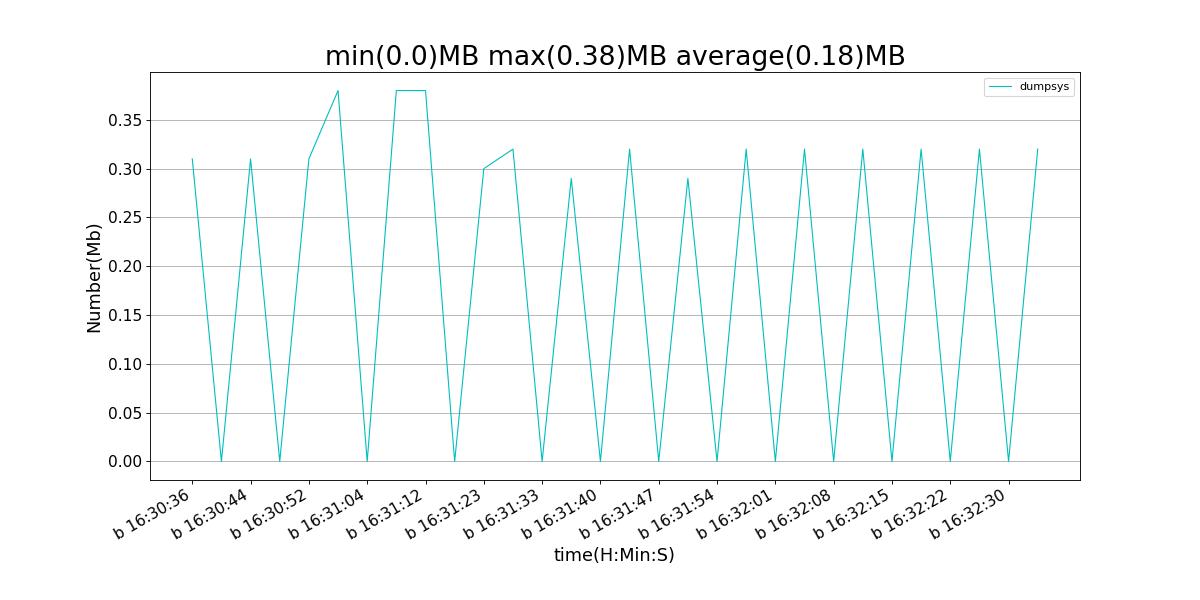 min(0.0)MB max(0.38)MB average(0.18)MB
dumpsys
0.35
0.30
0.25
0.20
0.15
0.10
0.05
0.00
Number(Mb)
b 16:30:36
b 16:30:44
b 16:30:52
b 16:31:04
b 16:31:12
b 16:31:23
b 16:31:33
b 16:31:40
b 16:31:47
b 16:31:54
b 16:32:01
b 16:32:08
b 16:32:15
b 16:32:22
b 16:32:30
time(H:Min:S)